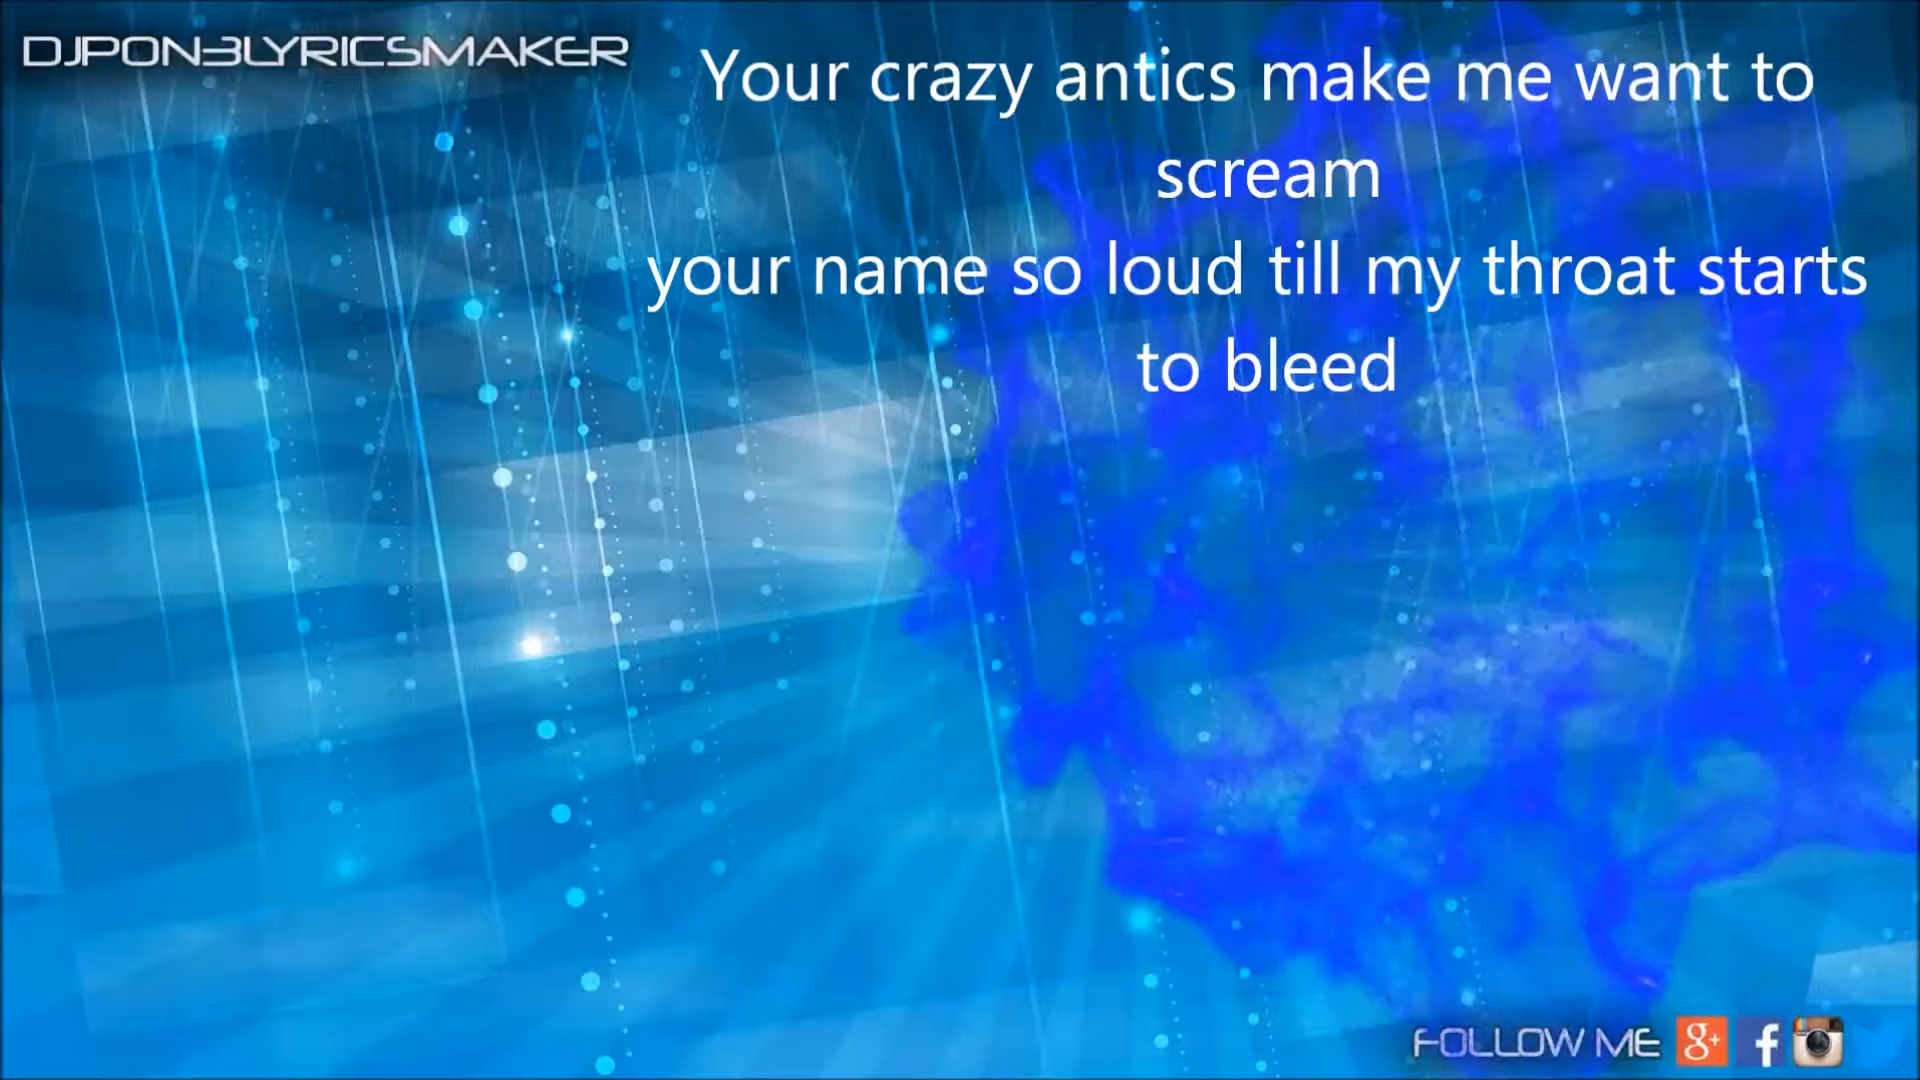 DJPON3LYRICSMAKER
Your crazy antics make me want to
scream
your name so loud till my throat starts
to bleed
FOLLOW ME g+ f